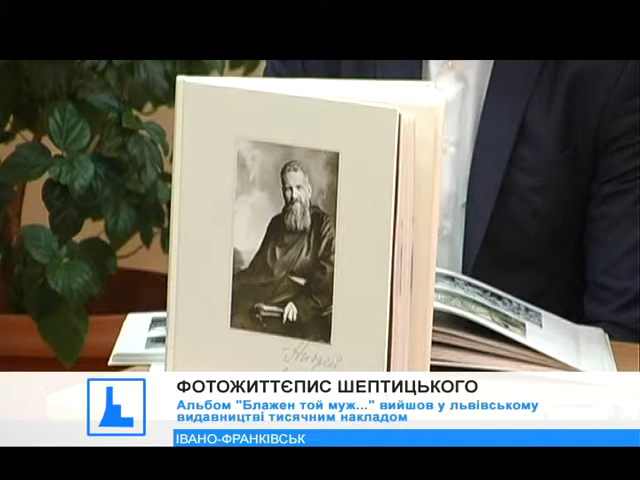 ФОТОЖИТТЄПИС ШЕПТИЦЬКОГО
Альбом "Блажен той муж..." вийшов у львівському
видавництві тисячним накладом
ІВАНО-ФРАНКІВСЬК